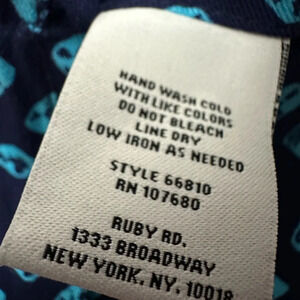 HAND WASH COLD
WITH LIKE COLORS
DO NOT BLEACH
LINE DRY
LOW IRON AS NEEDED
STYLE 66810
RN 107680
RUBY RD.
1333 BROADWAY
NEW YORK, NY, 10018